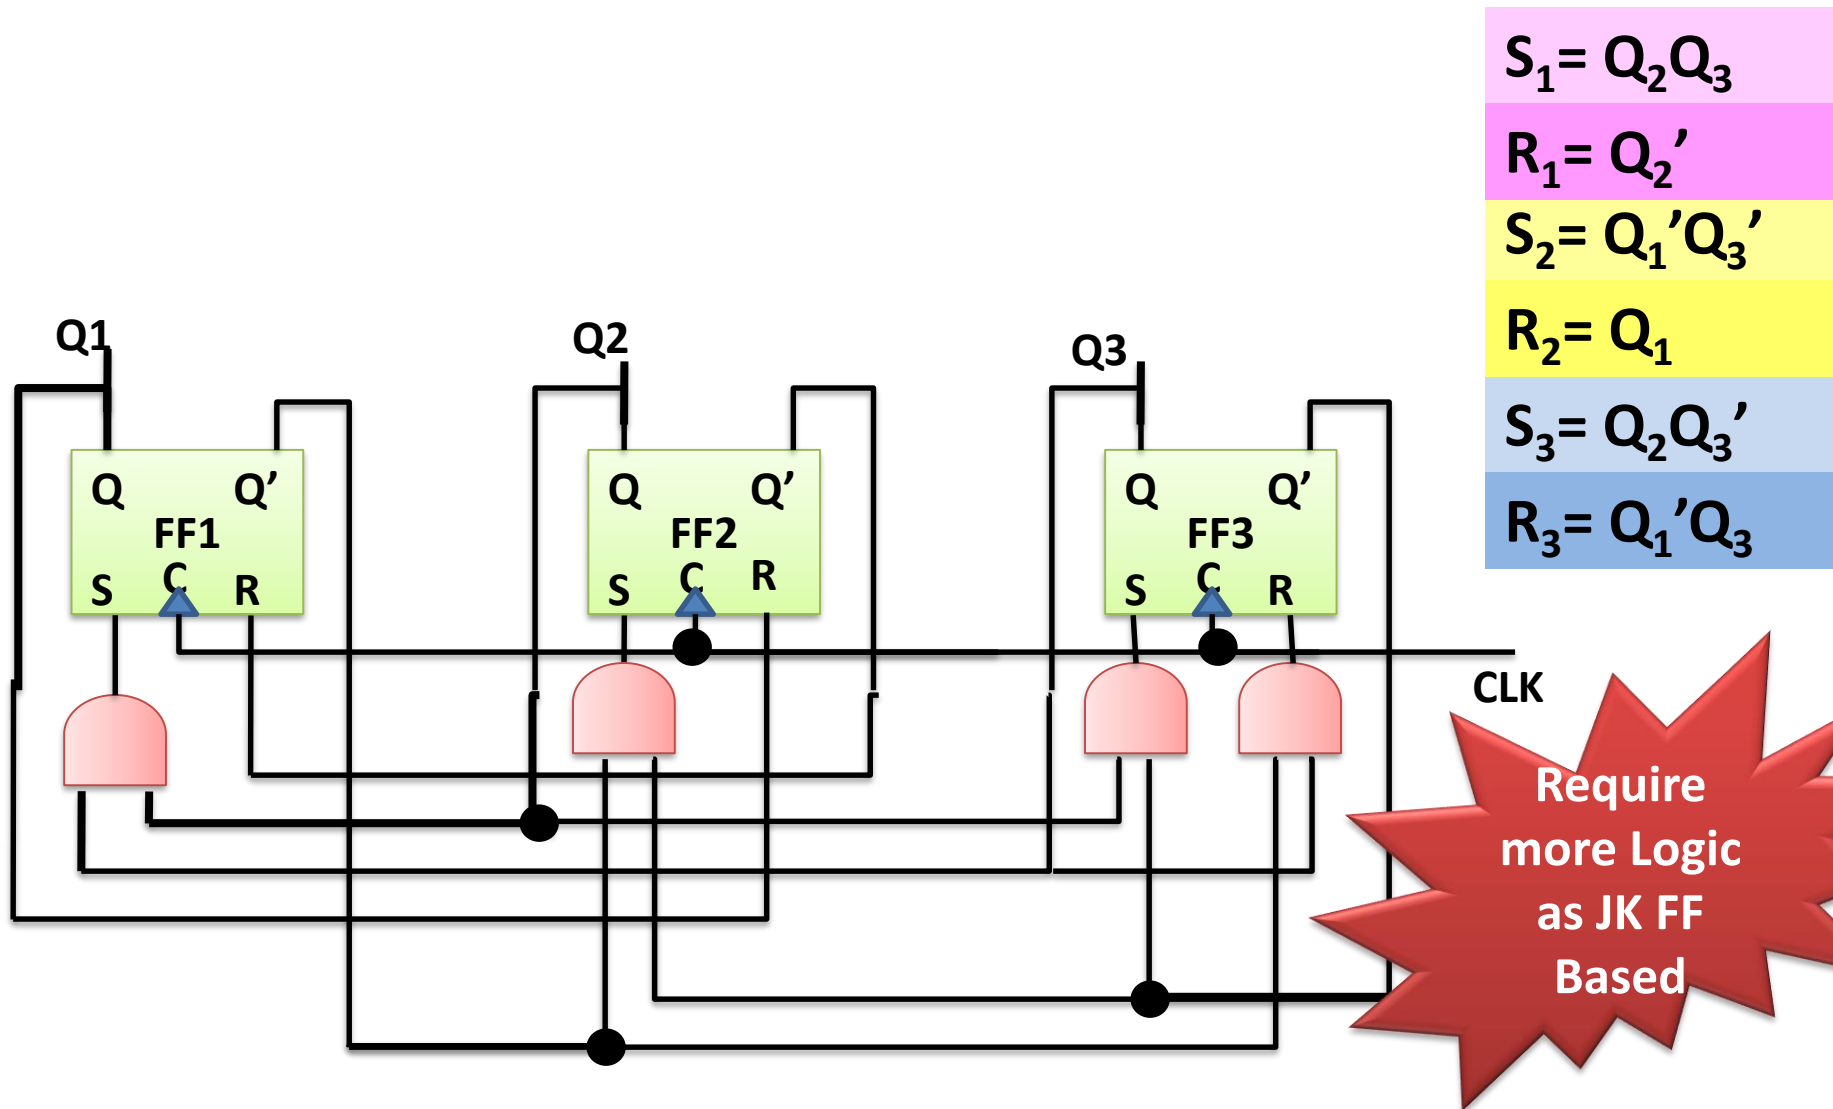 S₁= Q₂Q₃
R₁= Q₂’
S₂= Q₁’Q₃’
R₂= Q₁
S₃= Q₂Q₃’
R₃= Q₁’Q₃
Q1 Q2 Q3
Q Q’ Q Q’ Q Q’
FF1 FF2 FF3
S C R S C R S C R
CLK
Require
more Logic
as JK FF
Based